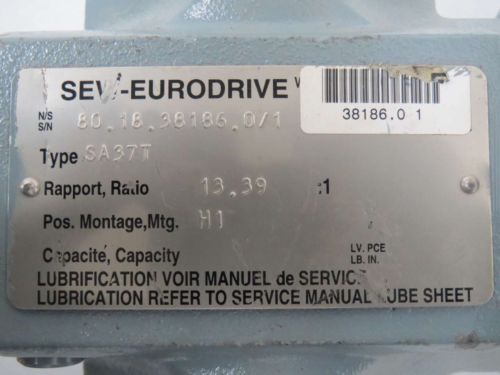 SEW-EURODRIVE
38186.0 1
N/S
S/N 80.18.38186.0/1
Type SA37T
Rapport, Ratio 13.39 :1
Pos. Montage,Mtg. H1
Capacité, Capacity LV. PCE
LB. IN.
LUBRIFICATION VOIR MANUEL de SERVICE
LUBRICATION REFER TO SERVICE MANUAL LUBE SHEET